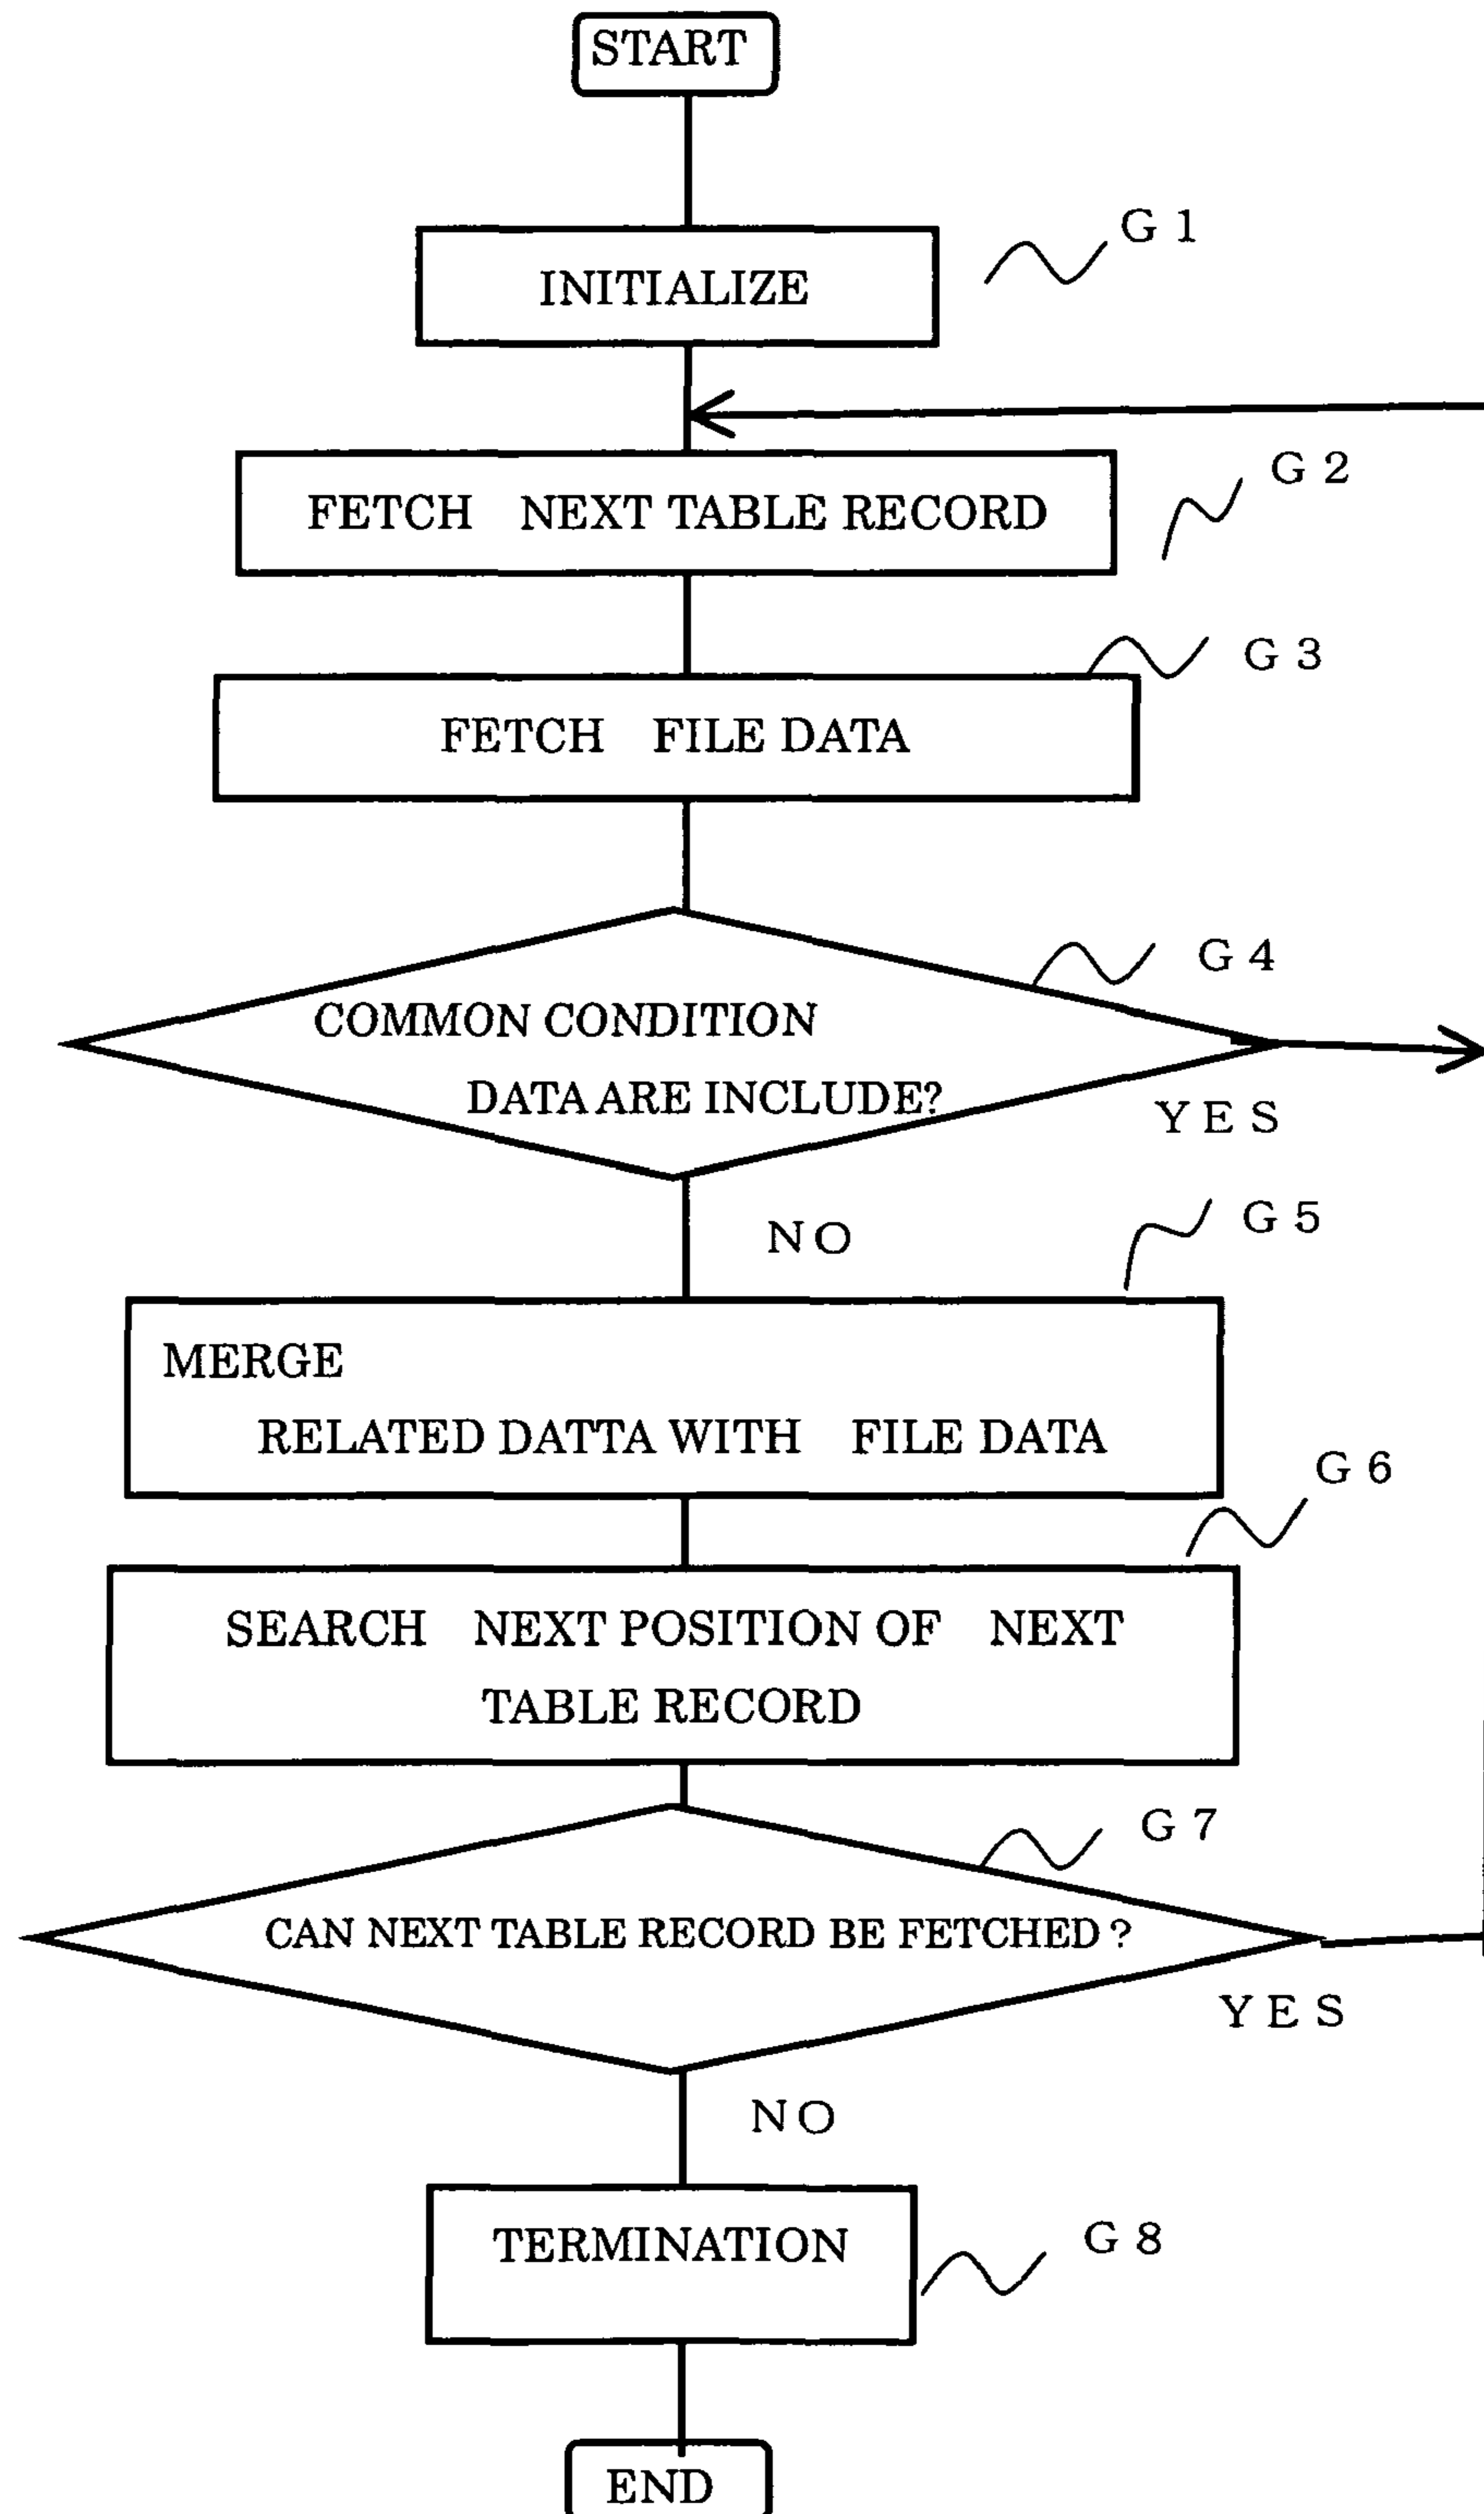 START
G 1
INITIALIZE
G 2
FETCH NEXT TABLE RECORD
G 3
FETCH FILE DATA
G 4
COMMON CONDITION
DATA ARE INCLUDE?
YES
NO
G 5
MERGE
RELATED DATTA WITH FILE DATA
G 6
SEARCH NEXT POSITION OF NEXT
TABLE RECORD
G 7
CAN NEXT TABLE RECORD BE FETCHED ?
YES
NO
TERMINATION
G 8
END